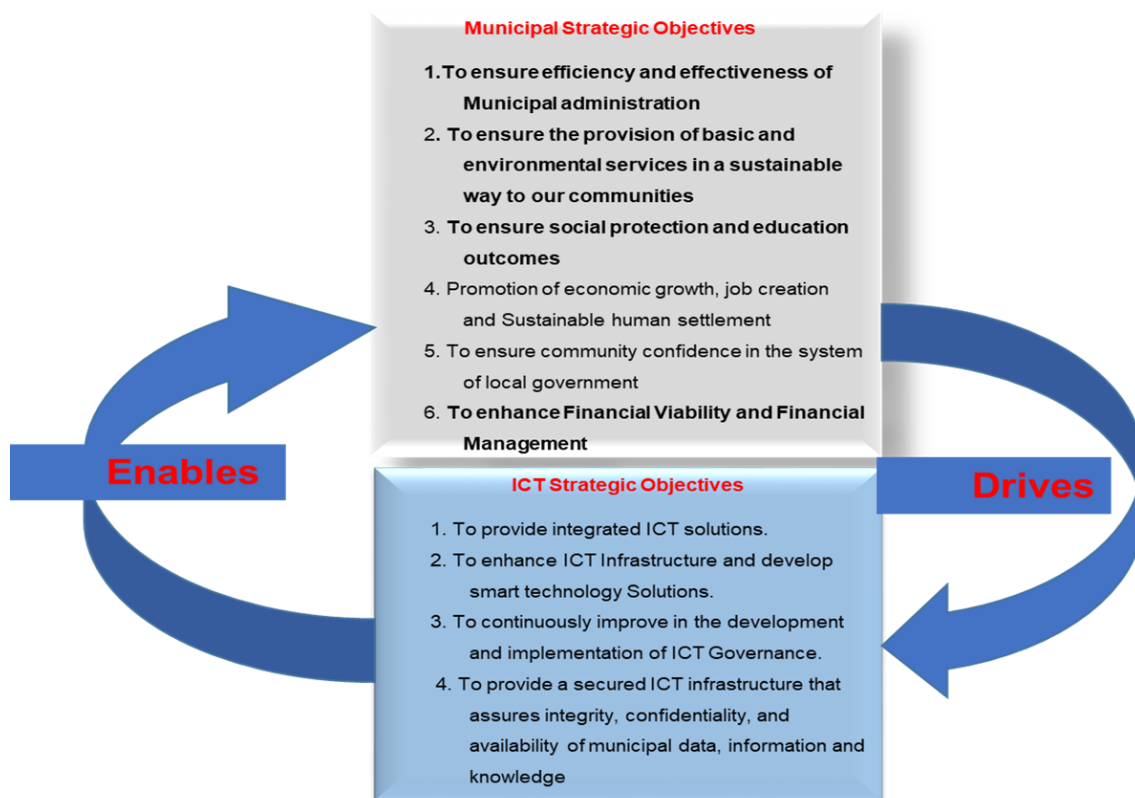 Municipal Strategic Objectives
1.To ensure efficiency and effectiveness of
Municipal administration
2. To ensure the provision of basic and
environmental services in a sustainable
way to our communities
3. To ensure social protection and education
outcomes
4. Promotion of economic growth, job creation
and Sustainable human settlement
5. To ensure community confidence in the system
of local government
6. To enhance Financial Viability and Financial
Management
Enables
Drives
ICT Strategic Objectives
1. To provide integrated ICT solutions.
2. To enhance ICT Infrastructure and develop
smart technology Solutions.
3. To continuously improve in the development
and implementation of ICT Governance.
4. To provide a secured ICT infrastructure that
assures integrity, confidentiality, and
availability of municipal data, information and
knowledge